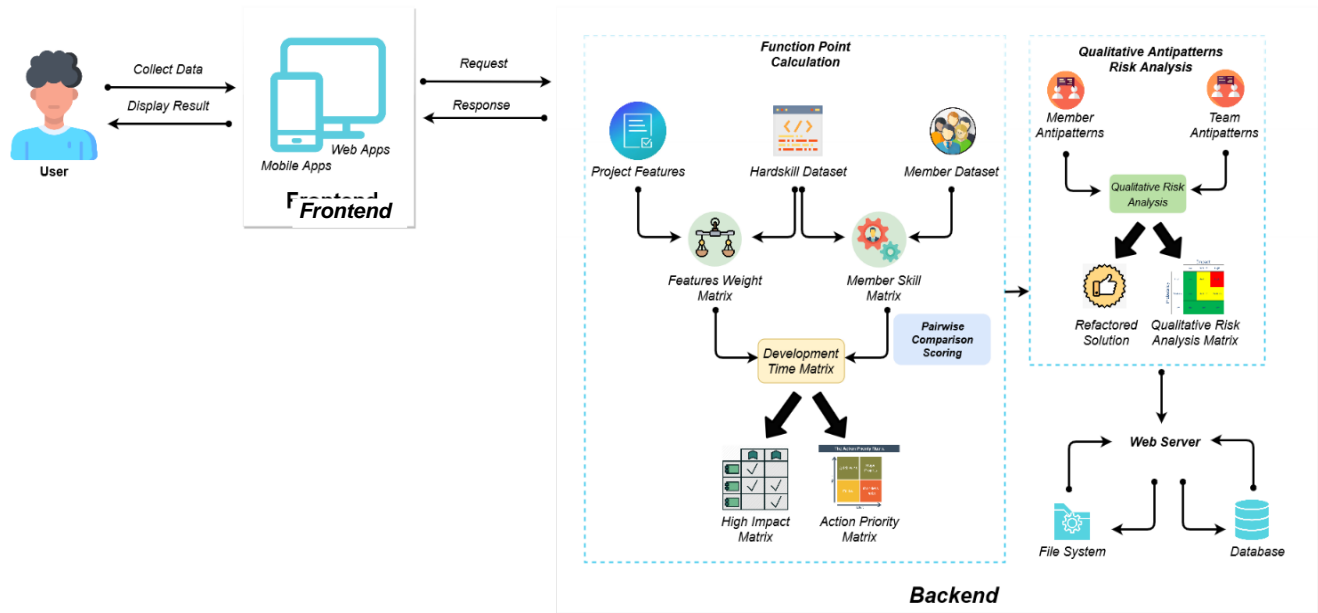 Collect Data
Display Result
User
Web Apps
Mobile Apps
Frontend
Request
Response
Function Point
Calculation
Project Features
Hardskill Dataset
Member Dataset
Features Weight
Matrix
Member Skill
Matrix
Pairwise
Comparison
Scoring
Development
Time Matrix
High Impact
Matrix
Action Priority
Matrix
Qualitative Antipatterns
Risk Analysis
Member
Antipatterns
Team
Antipatterns
Qualitative Risk
Analysis
Refactored
Solution
Qualitative Risk
Analysis Matrix
Web Server
File System
Database
Backend